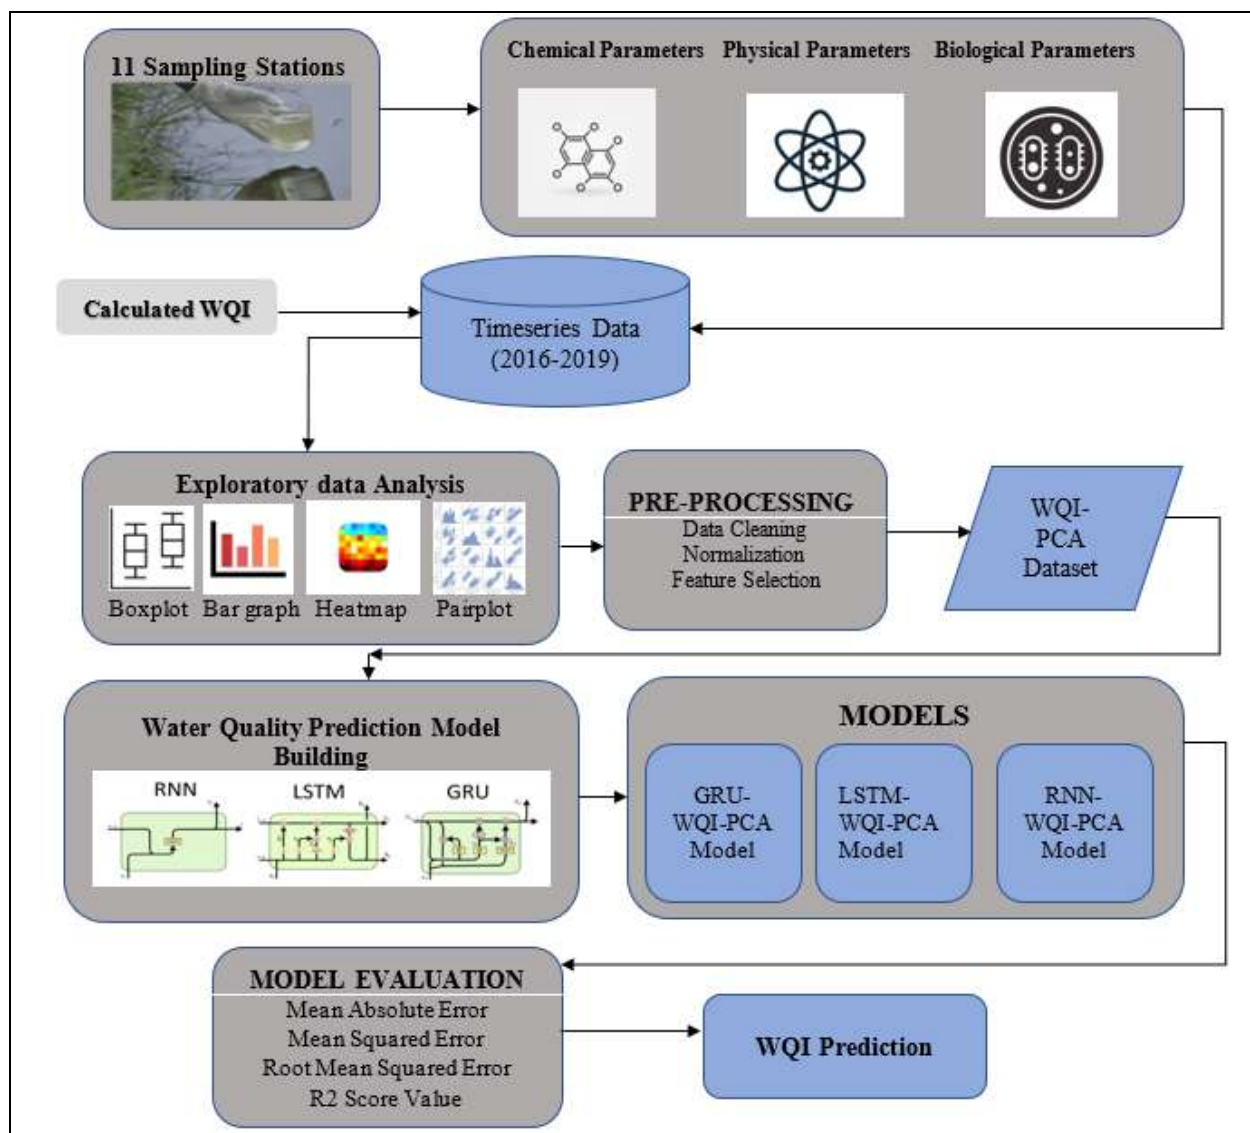 11 Sampling Stations
Chemical Parameters
Physical Parameters
Biological Parameters
Calculated WQI
Timeseries Data
(2016-2019)
Exploratory data Analysis
Boxplot
Bar graph
Heatmap
Pairplot
PRE-PROCESSING
Data Cleaning
Normalization
Feature Selection
WQI-
PCA
Dataset
Water Quality Prediction Model
Building
RNN
LSTM
GRU
MODELS
GRU-
WQI-PCA
Model
LSTM-
WQI-PCA
Model
RNN-
WQI-PCA
Model
MODEL EVALUATION
Mean Absolute Error
Mean Squared Error
Root Mean Squared Error
R2 Score Value
WQI Prediction